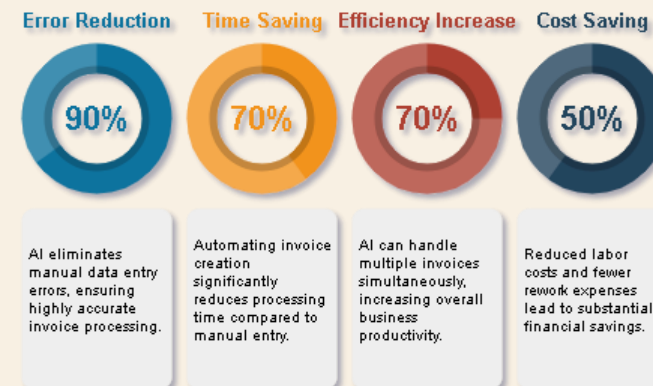 Error Reduction
Time Saving
Efficiency Increase
Cost Saving
90%
70%
70%
50%
AI eliminates
manual data entry
errors, ensuring
highly accurate
invoice processing.
Automating invoice
creation
significantly
reduces processing
time compared to
manual entry.
AI can handle
multiple invoices
simultaneously,
increasing overall
business
productivity.
Reduced labor
costs and fewer
rework expenses
lead to substantial
financial savings.